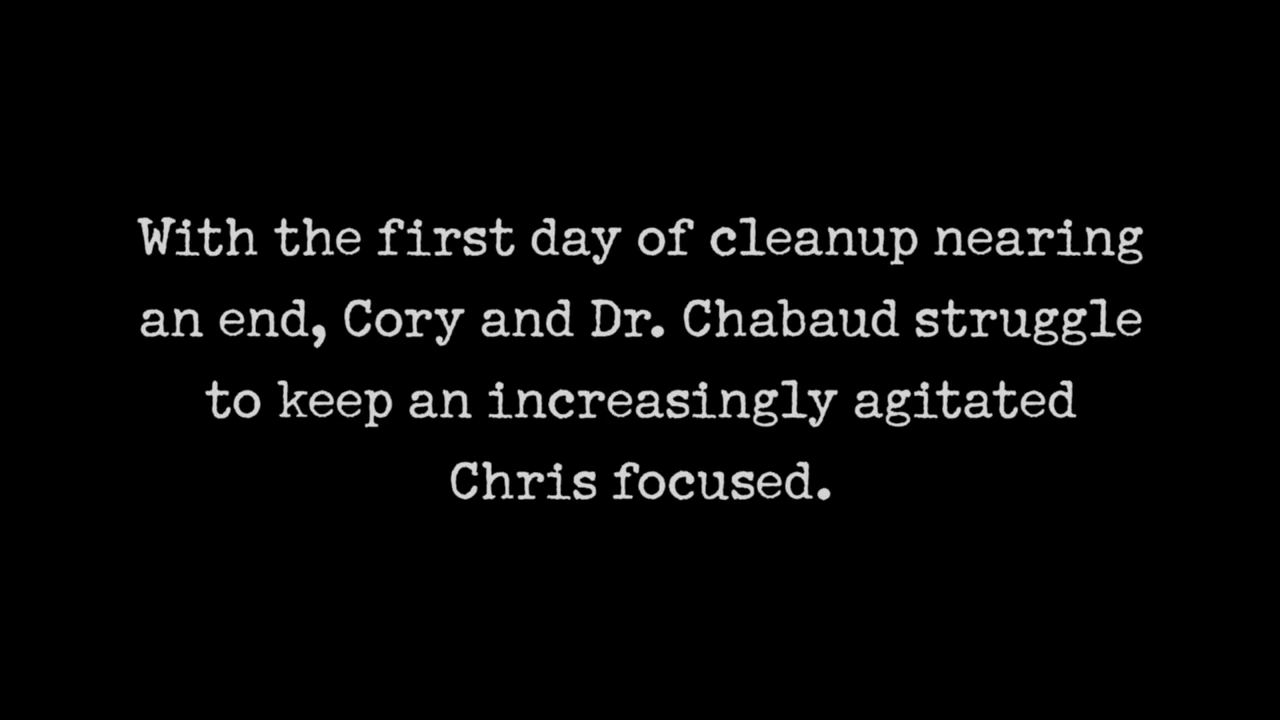 With the first day of cleanup nearing
an end, Cory and Dr. Chabaud struggle
to keep an increasingly agitated
Chris focused.